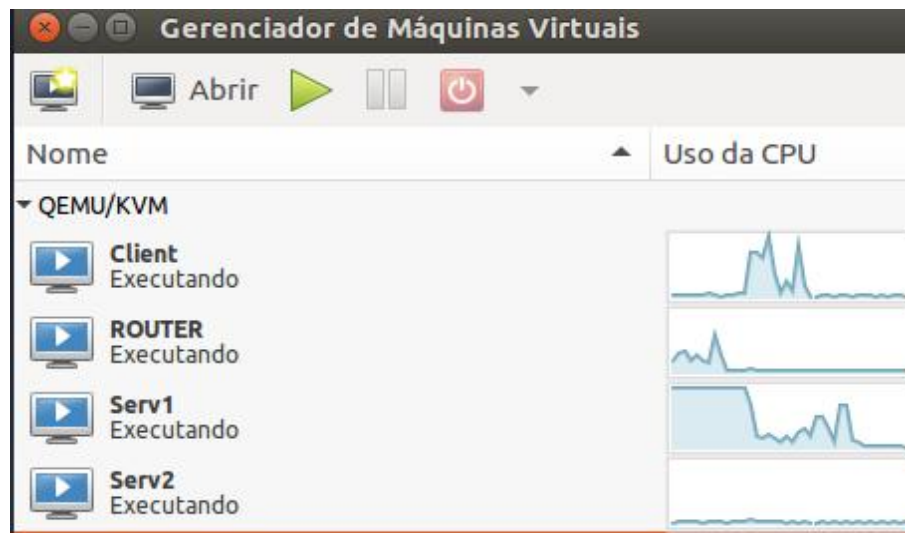 Gerenciador de Máquinas Virtuais
Abrir
Nome Uso da CPU
QEMU/KVM
Client
Executando
ROUTER
Executando
Serv1
Executando
Serv2
Executando